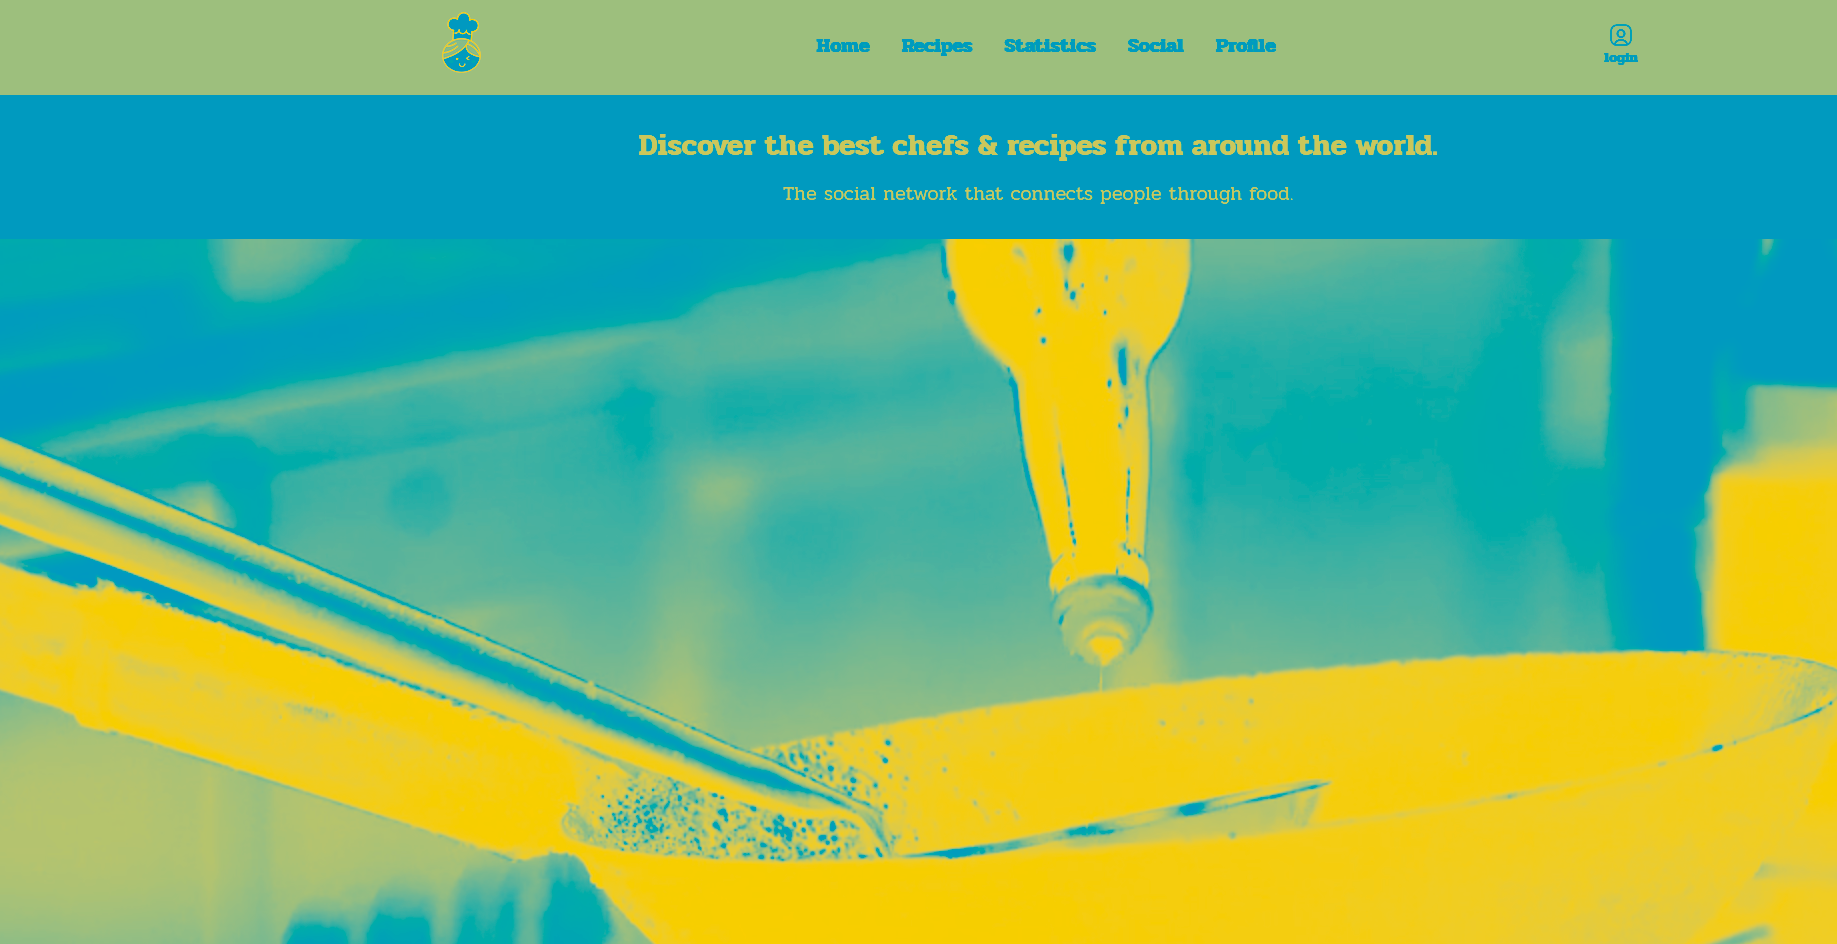 Home Recipes Statistics Social Profile
login
Discover the best chefs & recipes from around the world.
The social network that connects people through food.